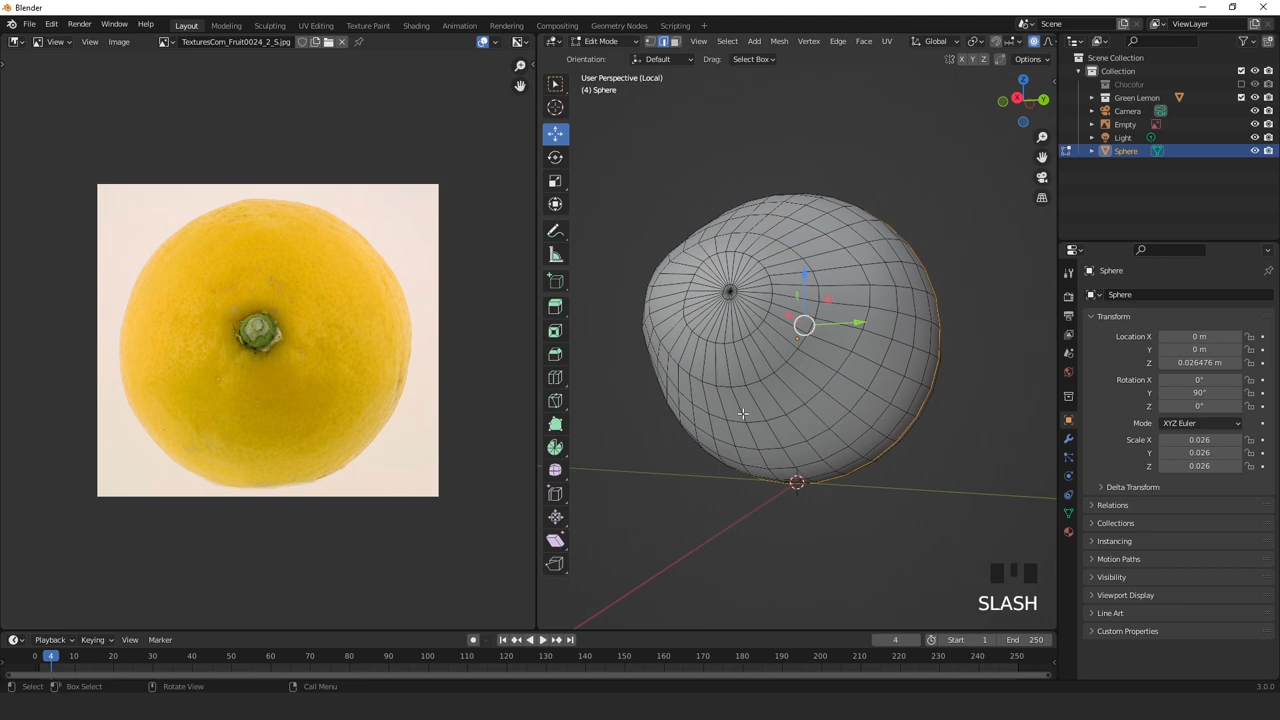 Blender
File Edit Render Window Help Layout Modeling Sculpting UV Editing Texture Paint Shading Animation Rendering Compositing Geometry Nodes Scripting + Scene ViewLayer
View View Image TexturesCom_Fruit0024_2_S.jpg Edit Mode View Select Add Mesh Vertex Edge Face UV Global
Orientation: Default Drag: Select Box X Y Z Options
User Perspective (Local)
(4) Sphere
Z
X Y
Scene Collection
Collection
Chocofur
Green Lemon
Camera
Empty
Light
Sphere
Sphere
Sphere
Transform
Location X 0 m
Y 0 m
Z 0.026476 m
Rotation X 0°
Y 90°
Z 0°
Mode XYZ Euler
Scale X 0.026
Y 0.026
Z 0.026
Delta Transform
Relations
Collections
Instancing
Motion Paths
Visibility
Viewport Display
Line Art
Custom Properties
SLASH
Playback Keying View Marker 4 Start 1 End 250
0 4 10 20 30 40 50 60 70 80 90 100 110 120 130 140 150 160 170 180 190 200 210 220 230 240 250
Select Box Select Rotate View Call Menu 3.0.0